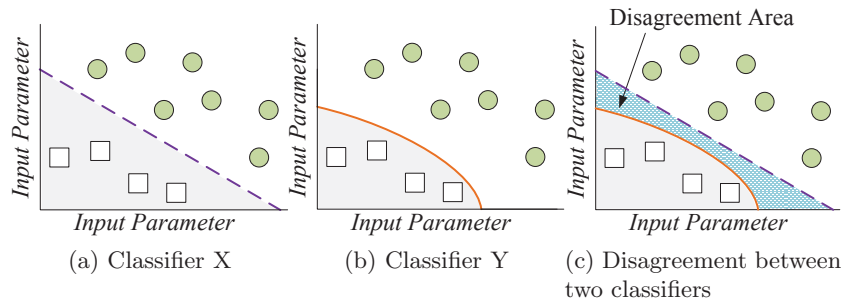 Disagreement Area
Input Parameter
Input Parameter
Input Parameter
Input Parameter
Input Parameter
Input Parameter
(a) Classifier X
(b) Classifier Y
(c) Disagreement between
two classifiers